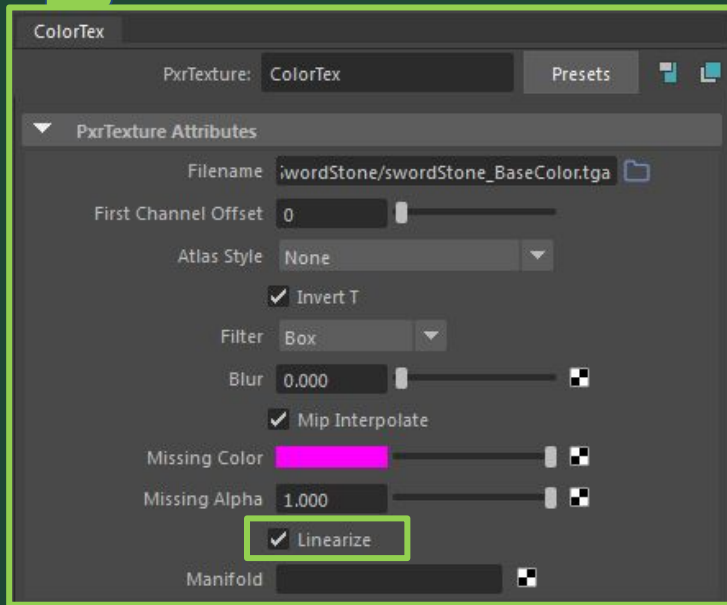 ColorTex
PxrTexture: ColorTex Presets
PxrTexture Attributes
Filename wordStone/swordStone_BaseColor.tga
First Channel Offset 0
Atlas Style None
Invert T
Filter Box
Blur 0.000
Mip Interpolate
Missing Color
Missing Alpha 1.000
Linearize
Manifold